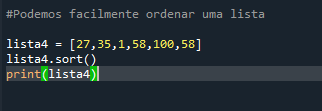 #Podemos facilmente ordenar uma lista
lista4 = [27,35,1,58,100,58]
lista4.sort()
print(lista4)